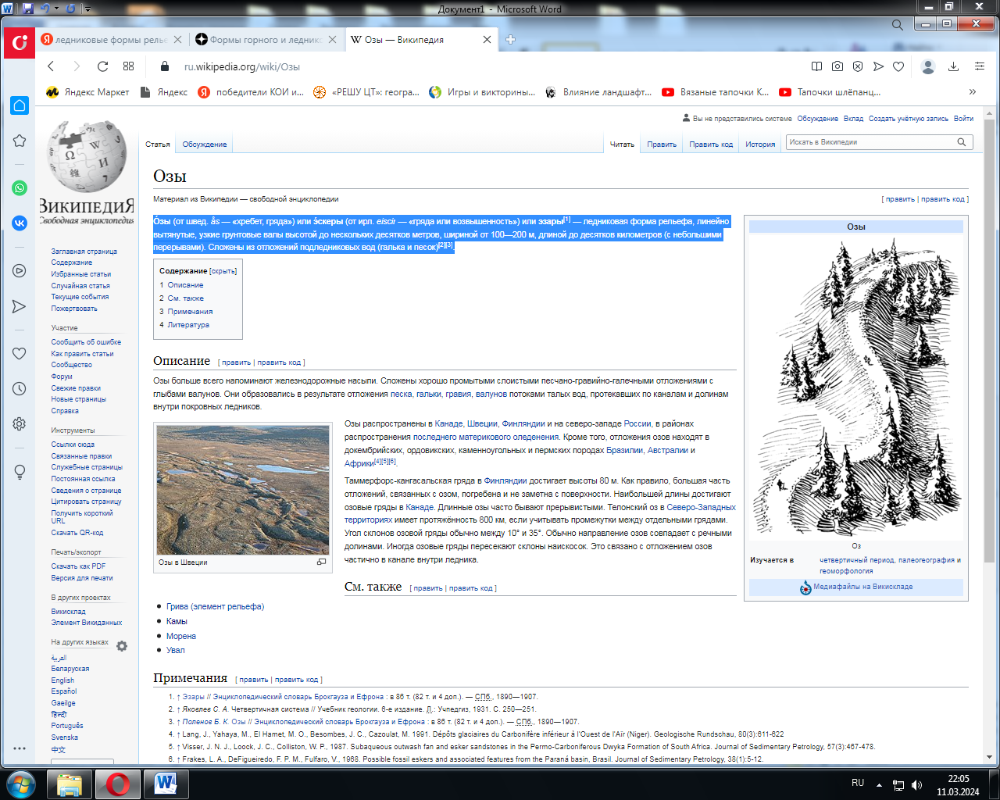 Документ1 - Microsoft Word
ледниковые формы релье
Формы горного и ледник
Озы — Википедия
ru.wikipedia.org/wiki/Озы
Яндекс Маркет
Яндекс
победители КОИ и...
«РЕШУ ЦТ»: геогра...
Игры и викторины...
Влияние ландшафт...
Вязаные тапочки К...
Тапочки шлёпанц...
Вы не представились системе Обсуждение Вклад Создать учётную запись Войти
Статья Обсуждение Читать Править Править код История Искать в Википедии
ВИКИПЕДИЯ
Свободная энциклопедия
Заглавная страница
Содержание
Избранные статьи
Случайная статья
Текущие события
Пожертвовать
Участие
Сообщить об ошибке
Как править статьи
Сообщество
Форум
Свежие правки
Новые страницы
Справка
Инструменты
Ссылки сюда
Связанные правки
Служебные страницы
Постоянная ссылка
Сведения о странице
Цитировать страницу
Получить короткий
URL
Скачать QR-код
Печать/экспорт
Скачать как PDF
Версия для печати
В других проектах
Викисклад
Элемент Викиданных
На других языках
العربية
Беларуская
English
Español
Gaeilge
हिन्दी
Português
Svenska
中文
Озы
Материал из Википедии — свободной энциклопедии
[ править | править код ]
О́зы (от швед. ås — «хребет, гряда») или э́скеры (от ирл. eiscir — «гряда или возвышенность») или эзары[1] — ледниковая форма рельефа, линейно
вытянутые, узкие грунтовые валы высотой до нескольких десятков метров, шириной от 100—200 м, длиной до десятков километров (с небольшими
перерывами). Сложены из отложений подледниковых вод (галька и песок)[2][3].
Содержание [скрыть]
1 Описание
2 См. также
3 Примечания
4 Литература
Описание [ править | править код ]
Озы больше всего напоминают железнодорожные насыпи. Сложены хорошо промытыми слоистыми песчано-гравийно-галечными отложениями с
глыбами валунов. Они образовались в результате отложения песка, гальки, гравия, валунов потоками талых вод, протекавших по каналам и долинам
внутри покровных ледников.
Озы в Швеции
Озы распространены в Канаде, Швеции, Финляндии и на северо-западе России, в районах
распространения последнего материкового оледенения. Кроме того, отложения озов находят в
докембрийских, ордовикских, каменноугольных и пермских породах Бразилии, Австралии и
Африки[4][5][6].
Таммерфорс-кангасальская гряда в Финляндии достигает высоты 80 м. Как правило, большая часть
отложений, связанных с озом, погребена и не заметна с поверхности. Наибольшей длины достигают
озовые гряды в Канаде. Длинные озы часто бывают прерывистыми. Телонский оз в Северо-Западных
территориях имеет протяжённость 800 км, если учитывать промежутки между отдельными грядами.
Угол склонов озовой гряды обычно между 10° и 35°. Обычно направление озов совпадает с речными
долинами. Иногда озовые гряды пересекают склоны наискосок. Это связано с отложением озов
частично в канале внутри ледника.
См. также [ править | править код ]
Грива (элемент рельефа)
Камы
Морена
Увал
Примечания [ править | править код ]
1. ↑ Эзары // Энциклопедический словарь Брокгауза и Ефрона : в 86 т. (82 т. и 4 доп.). — СПб., 1890—1907.
2. ↑ Яковлев С. А. Четвертичная система // Учебник геологии. 6-е издание. Л.: Учпедгиз, 1931. С. 250—251.
3. ↑ Поленов Б. К. Озы // Энциклопедический словарь Брокгауза и Ефрона : в 86 т. (82 т. и 4 доп.). — СПб., 1890—1907.
4. ↑ Lang, J., Yahaya, M., El Hamet, M. O., Besombes, J. C., Cazoulat, M. 1991. Dépôts glaciaires du Carbonifère inférieur à l'Ouest de l'Aïr (Niger). Geologische Rundschau, 80(3):611-622
5. ↑ Visser, J. N. J., Loock, J. C., Colliston, W. P., 1987. Subaqueous outwash fan and esker sandstones in the Permo-Carboniferous Dwyka Formation of South Africa. Journal of Sedimentary Petrology, 57(3):467-478.
6. ↑ Frakes, L. A., DeFigueiredo, F. P. M., Fulfaro, V., 1968. Possible fossil eskers and associated features from the Paraná basin, Brasil. Journal of Sedimentary Petrology, 38(1):5-12.
Озы
Оз
Изучается в четвертичный период, палеогеография и
геоморфология
Медиафайлы на Викискладе
RU
22:05
11.03.2024